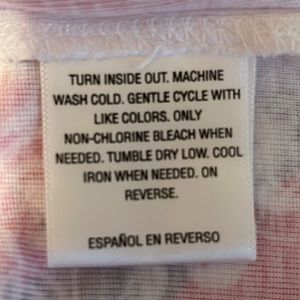 TURN INSIDE OUT. MACHINE
WASH COLD. GENTLE CYCLE WITH
LIKE COLORS. ONLY
NON-CHLORINE BLEACH WHEN
NEEDED. TUMBLE DRY LOW. COOL
IRON WHEN NEEDED. ON
REVERSE.
ESPAÑOL EN REVERSO